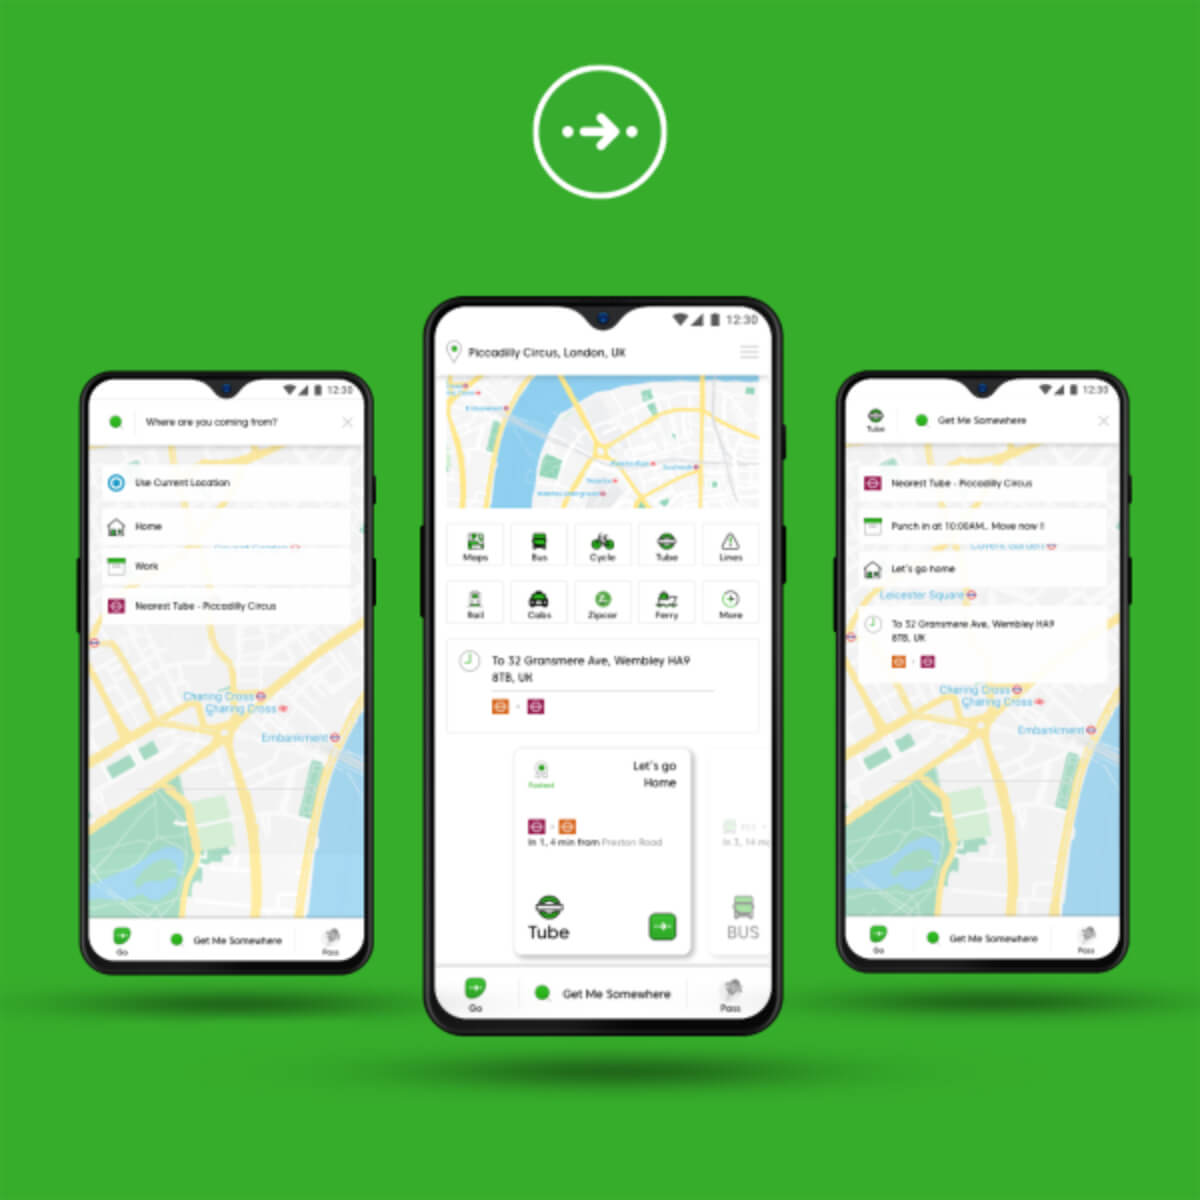 12:30
Where are you coming from?
Use Current Location
Home
Work
Nearest Tube - Piccadilly Circus
Charing Cross
Charing Cross
Embankment
Go
Get Me Somewhere
Pass
12:30
Piccadilly Circus, London, UK
Maps
Bus
Cycle
Tube
Lines
Rail
Cabs
Zipcar
Ferry
More
To 32 Gransmere Ave, Wembley HA9
8TB, UK
Let's go
Home
Fastest
In 1, 4 min from Preston Road
In 3, 14
Tube
BUS
Go
Get Me Somewhere
Pass
12:30
Tube
Get Me Somewhere
Nearest Tube - Piccadilly Circus
Punch in at 10:00AM.. Move now !!
Let's go home
Leicester Square
To 32 Gransmere Ave, Wembley HA9
8TB, UK
Charing Cross
Charing Cross
Embankment
Go
Get Me Somewhere
Pass